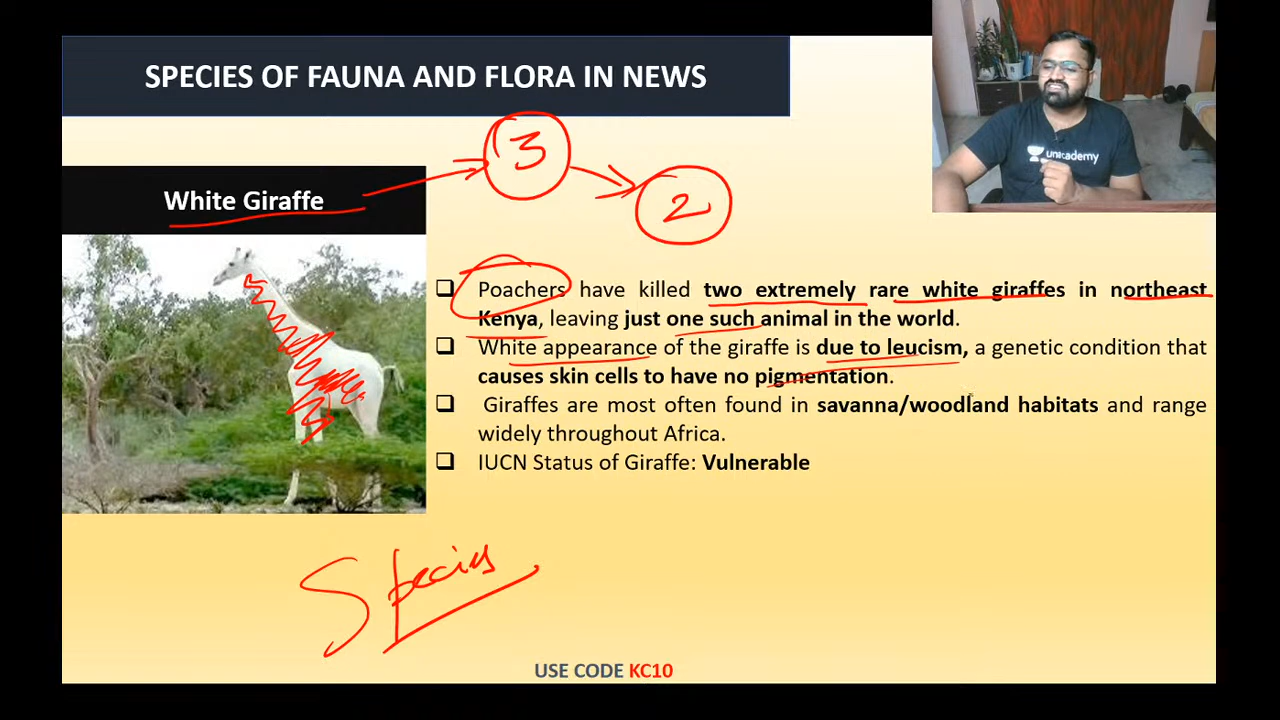 SPECIES OF FAUNA AND FLORA IN NEWS
3
2
White Giraffe
unacademy
❑ Poachers have killed two extremely rare white giraffes in northeast
Kenya, leaving just one such animal in the world.
❑ White appearance of the giraffe is due to leucism, a genetic condition that
causes skin cells to have no pigmentation.
❑ Giraffes are most often found in savanna/woodland habitats and range
widely throughout Africa.
❑ IUCN Status of Giraffe: Vulnerable
Species
USE CODE KC10